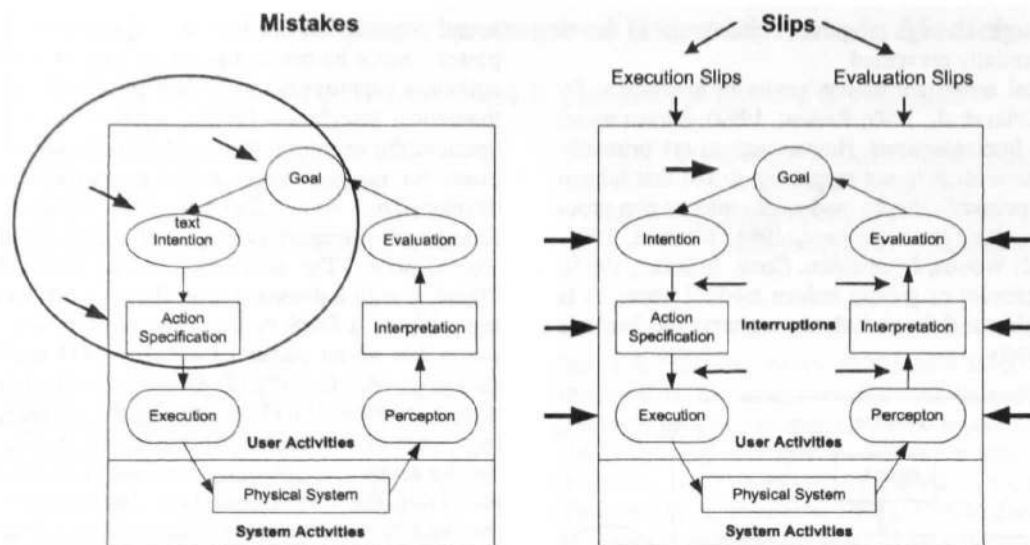 Mistakes
Goal
text
Intention
Evaluation
Action
Specification
Interpretation
Execution
Percepton
User Activities
Physical System
System Activities
Slips
Execution Slips
Evaluation Slips
Goal
Intention
Evaluation
Action
Specification
Interruptions
Interpretation
Execution
Perception
User Activities
Physical System
System Activities